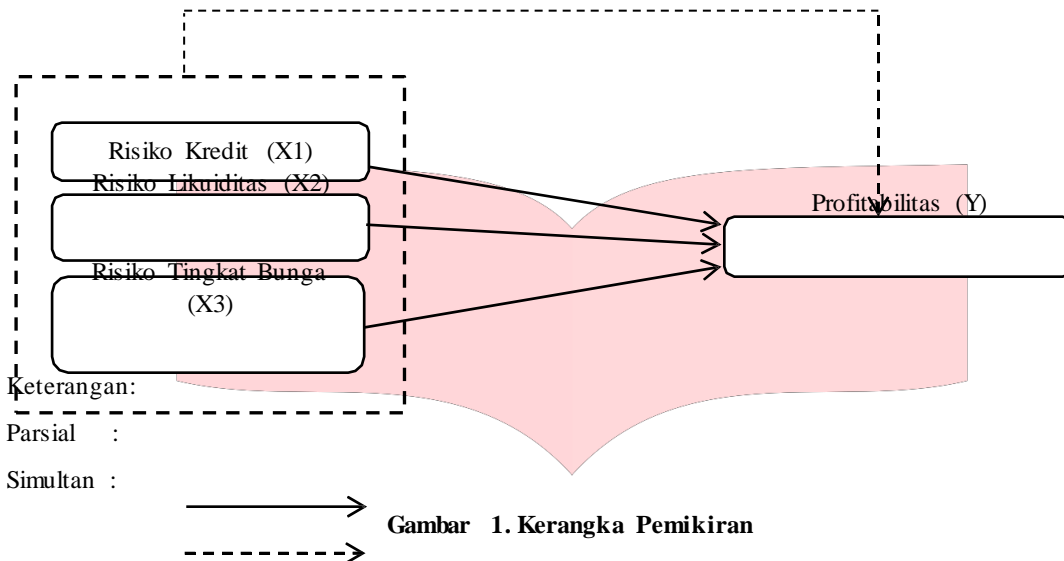 Risiko Kredit (X1)
Risiko Likuiditas (X2)
Profitabilitas (Y)
Risiko Tingkat Bunga
(X3)
Keterangan:
Parsial :
Simultan :
Gambar 1. Kerangka Pemikiran